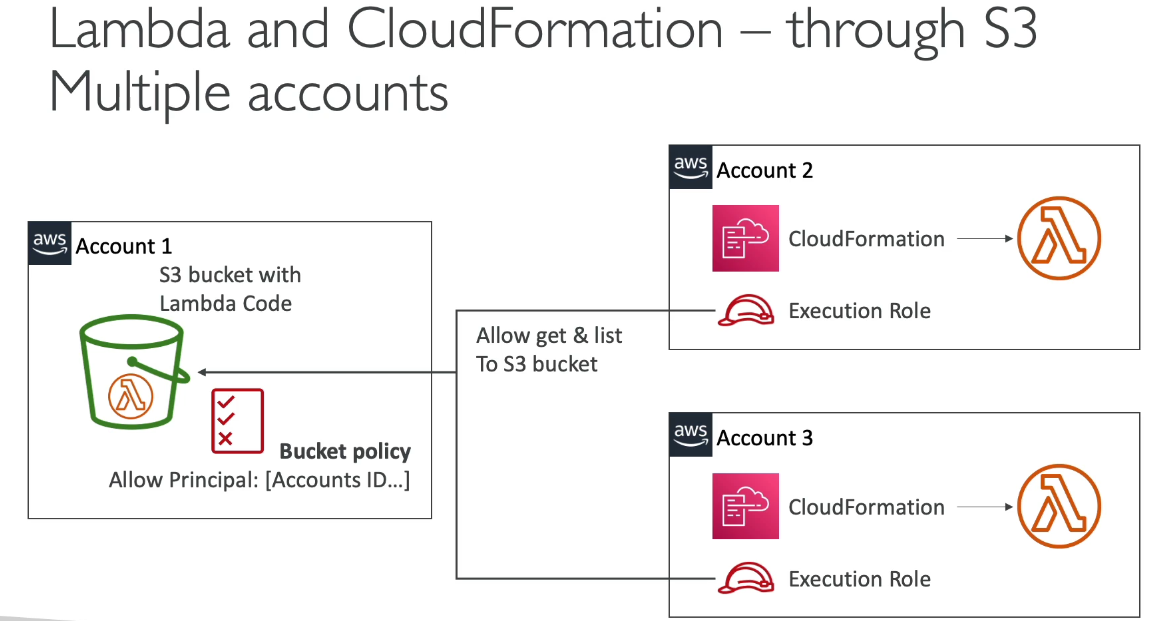 Lambda and CloudFormation – through S3
Multiple accounts
aws Account 1
S3 bucket with
Lambda Code
Bucket policy
Allow Principal: [Accounts ID...]
Allow get & list
To S3 bucket
aws Account 2
CloudFormation
Execution Role
aws Account 3
CloudFormation
Execution Role